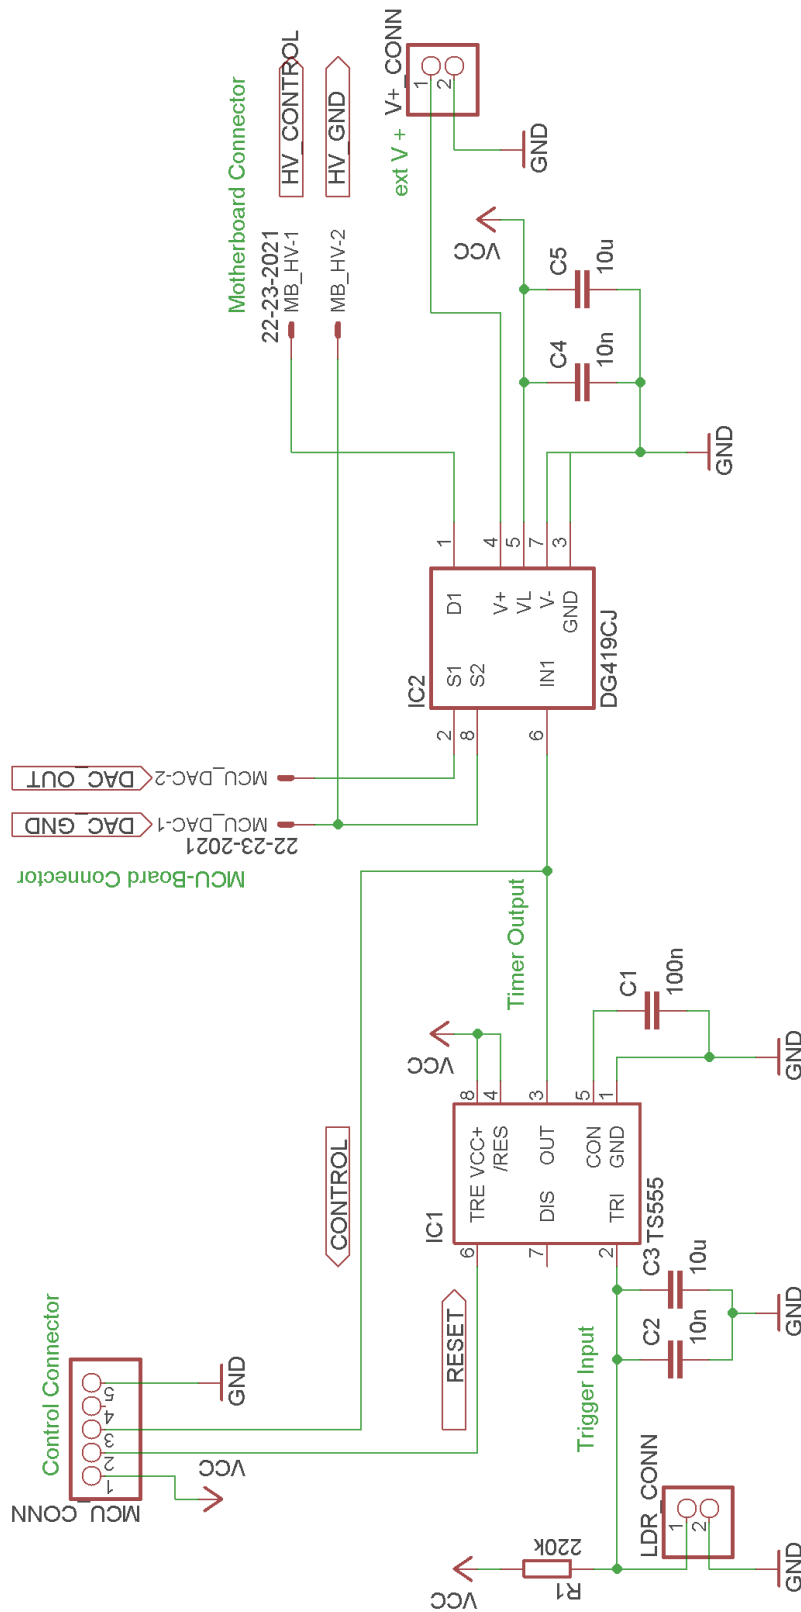 Control Connector
MCU_CONN
1
2
3
4
5
VCC
GND
CONTROL
RESET
Trigger Input
VCC
R1
220k
LDR_CONN
1
2
GND
C2
10n
C3
10u
GND
IC1
TS555
TRE
DIS
TRI
VCC+
/RES
OUT
CON
GND
6
7
2
8
4
3
5
1
VCC
C1
100n
GND
Timer Output
MCU-Board Connector
22-23-2021
DAC_GND
MCU_DAC-1
DAC_OUT
MCU_DAC-2
IC2
DG419CJ
S1
S2
IN1
D1
V+
VL
V-
GND
2
8
6
1
4
5
7
3
Motherboard Connector
22-23-2021
MB_HV-1
HV_CONTROL
MB_HV-2
HV_GND
ext V +
V+_CONN
1
2
GND
VCC
C4
10n
C5
10u
GND